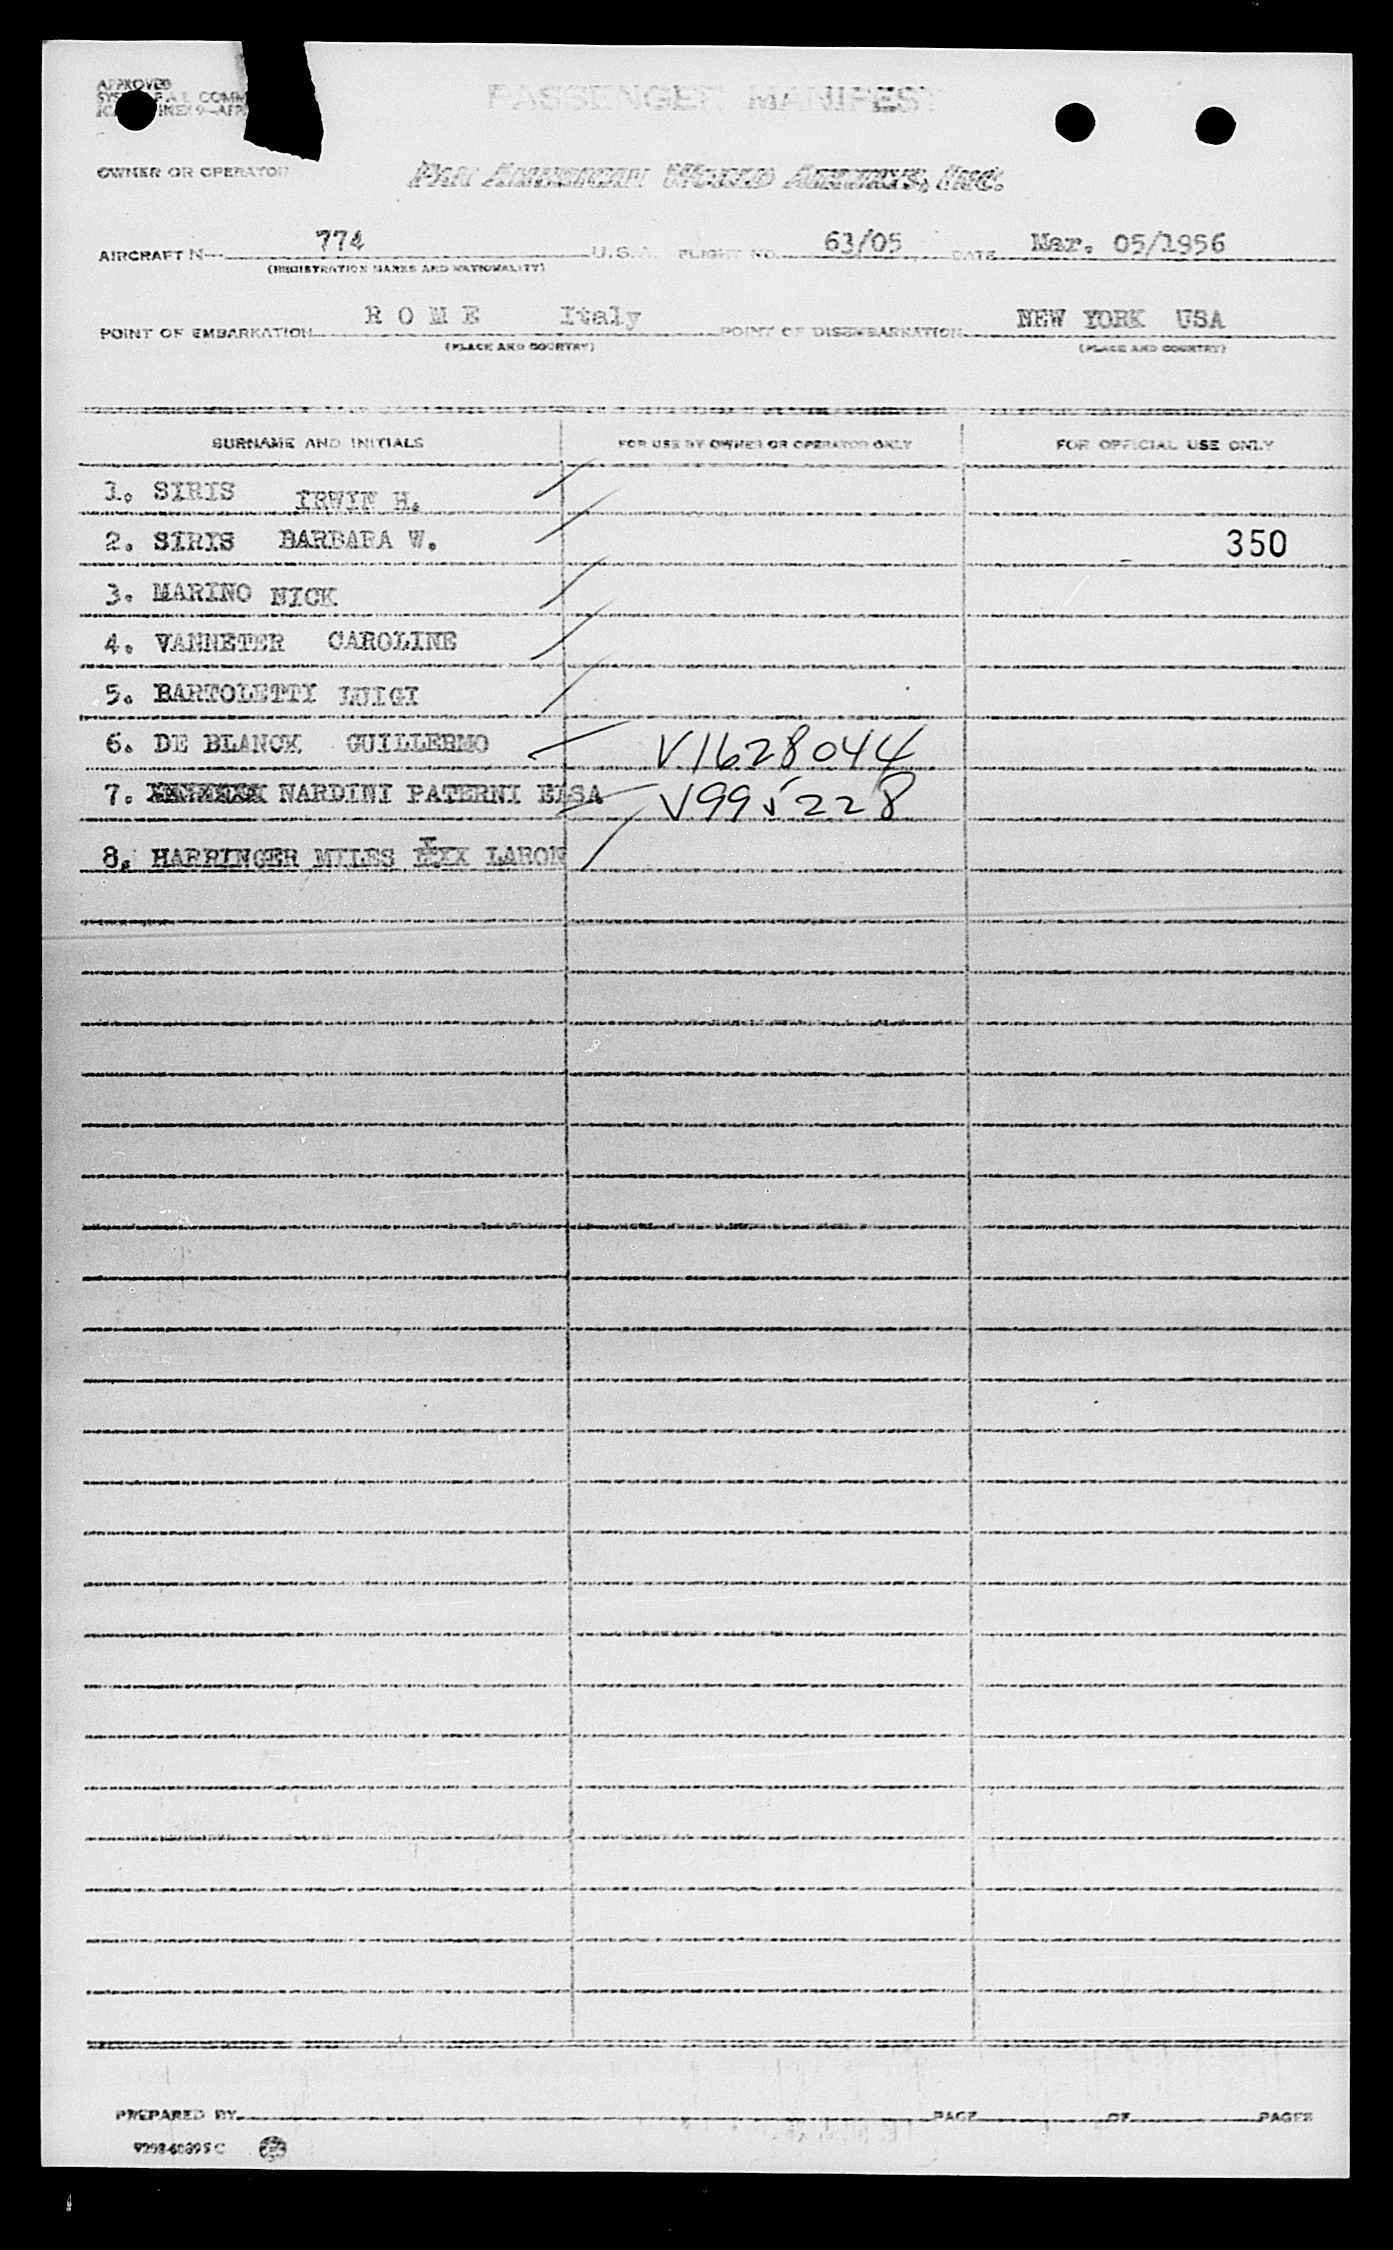 APPROVED
PASSENGER MANIFEST
OWNER OR OPERATOR Pan American World Airways, Inc.
AIRCRAFT N- 774 U.S.A. FLIGHT NO. 63/05 DATE Mar. 05/1956
(REGISTRATION MARKS AND NATIONALITY)
POINT OF EMBARKATION R O M E Italy POINT OF DISEMBARKATION NEW YORK USA
(PLACE AND COUNTRY) (PLACE AND COUNTRY)
SURNAME AND INITIALS FOR USE BY OWNER OR OPERATOR ONLY FOR OFFICIAL USE ONLY
1. SIRIS IRWIN H.
2. SIRIS BARBARA W. 350
3. MARINO NICK
4. VANNETER CAROLINE
5. BARTOLETTI LUIGI
6. DE BLANCK GUILLERMO V1628044
7. NARDINI PATERNI ELSA V995228
8. HARRINGER MILES LARON
PREPARED BY PAGE OF PAGES